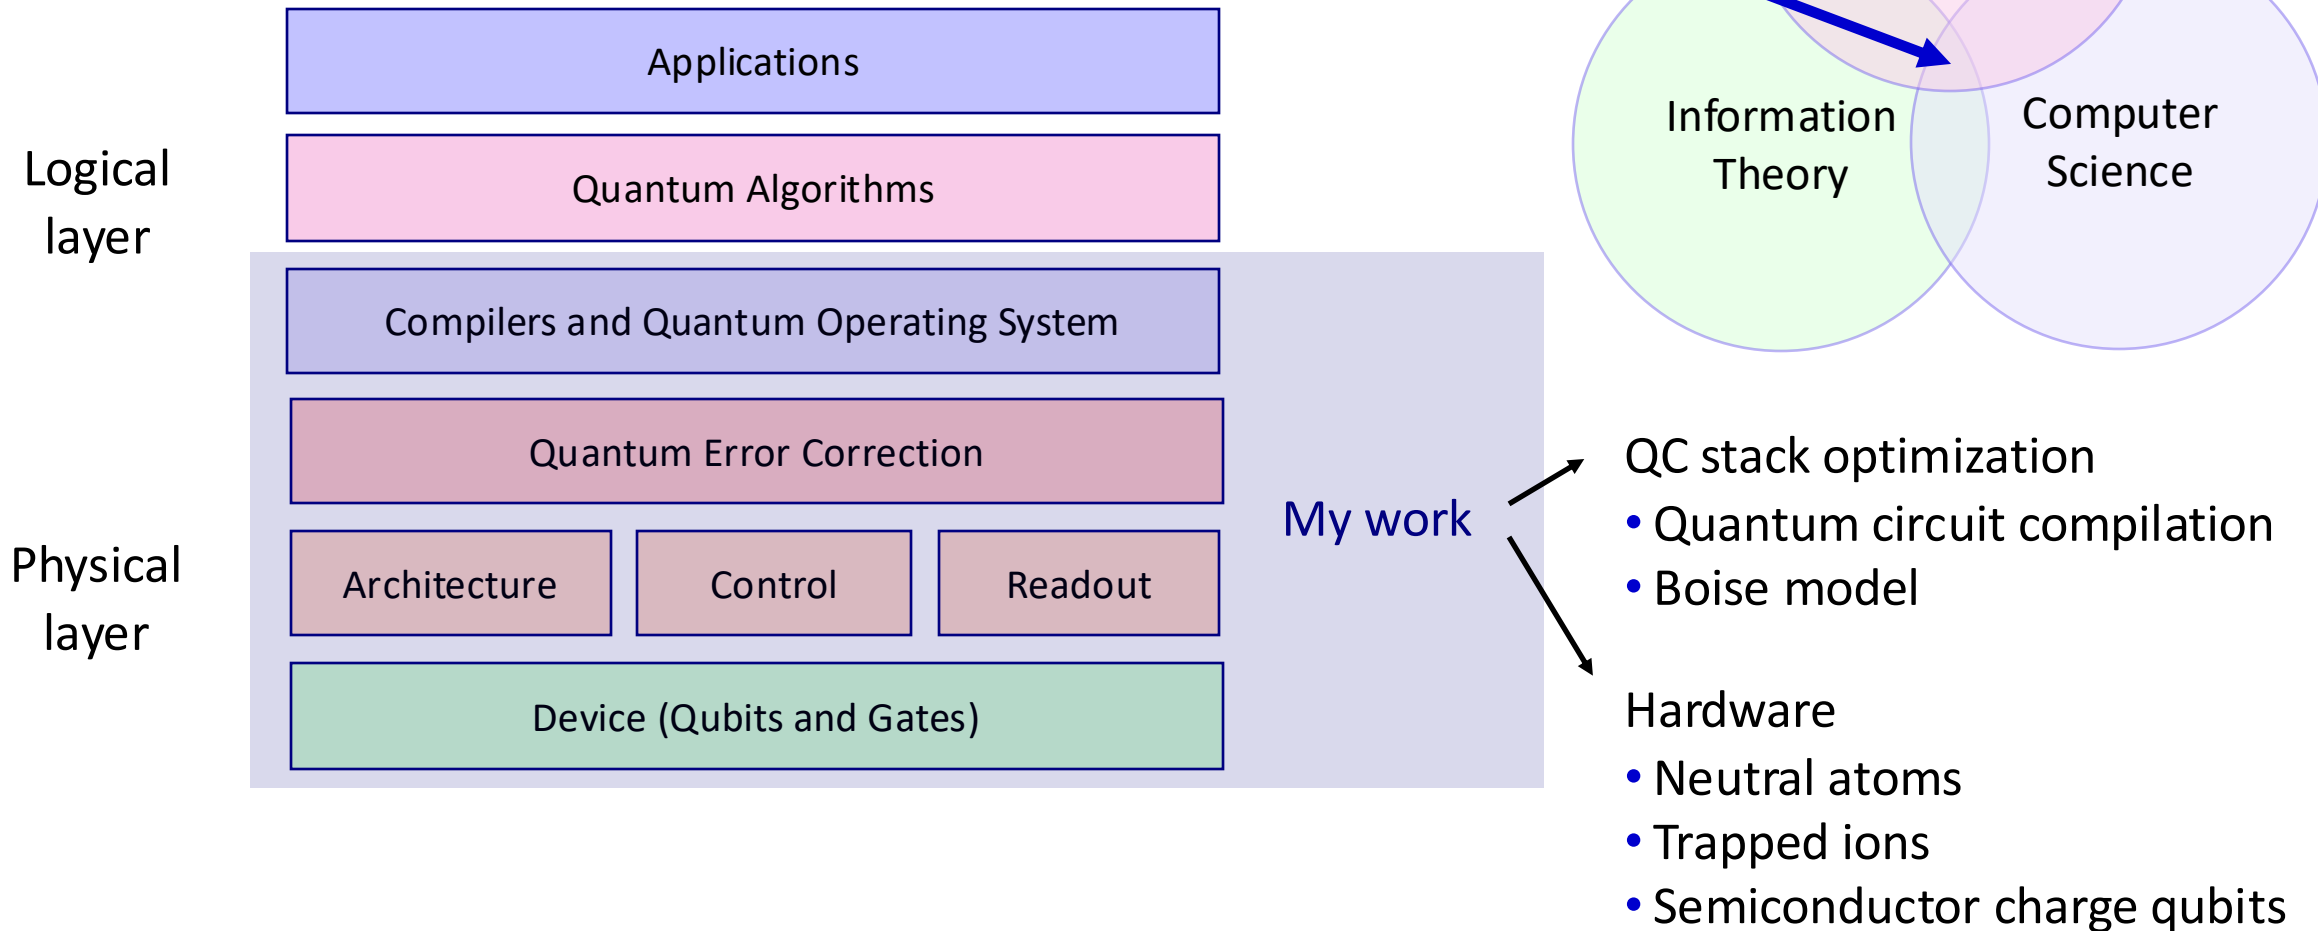 Applications
Logical
layer
Quantum Algorithms
Compilers and Quantum Operating System
Quantum Error Correction
Physical
layer
Architecture
Control
Readout
Device (Qubits and Gates)
My work
Information
Theory
Computer
Science
QC stack optimization
• Quantum circuit compilation
• Boise model
Hardware
• Neutral atoms
• Trapped ions
• Semiconductor charge qubits